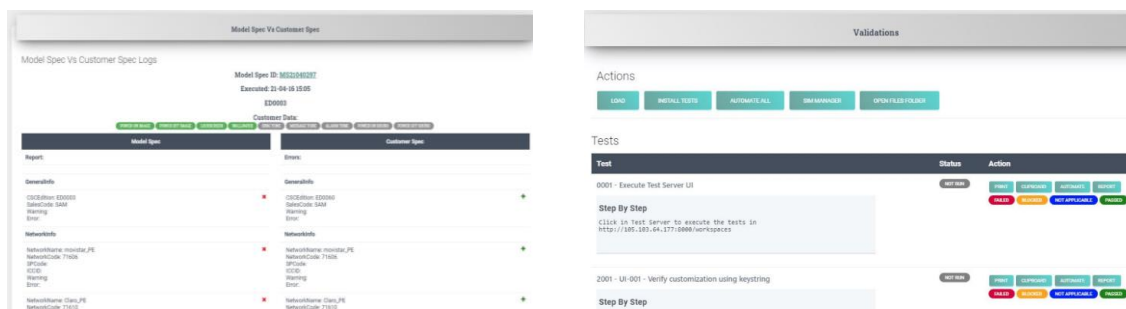 Model Spec Vs Customer Spec
Model Spec Vs Customer Spec Logs
Model Spec ID: MS21040297
Executed: 21-04-16 15:05
ED0003
Customer Data:
Model Spec
Customer Spec
Report:
Errors:
GeneralInfo
GeneralInfo
CSCEdition: ED0003
SalesCode: SAM
Warning:
Error:
CSCEdition: ED0003
SalesCode: SAM
Warning:
Error:
NetworkInfo
NetworkInfo
NetworkName: movistar_PE
NetworkCode: 71606
SPCode:
ICCID:
Warning:
Error:
NetworkName: movistar_PE
NetworkCode: 71606
SPCode:
ICCID:
Warning:
Error:
NetworkName: Claro_PE
NetworkCode: 71610
NetworkName: Claro_PE
NetworkCode: 71610
Validations
Actions
LOAD INSTALL TESTS AUTOMATE ALL SIM MANAGER OPEN FILES FOLDER
Tests
Test Status Action
0001 - Execute Test Server UI
NOT RUN
PRINT CLIPBOARD AUTOMATE REPORT
FAILED BLOCKED NOT APPLICABLE PASSED
Step By Step
Click in Test Server to execute the tests in
http://105.103.64.177:5000/workspaces
2001 - UI-001 - Verify customization using keystring
NOT RUN
PRINT CLIPBOARD AUTOMATE REPORT
FAILED BLOCKED NOT APPLICABLE PASSED
Step By Step